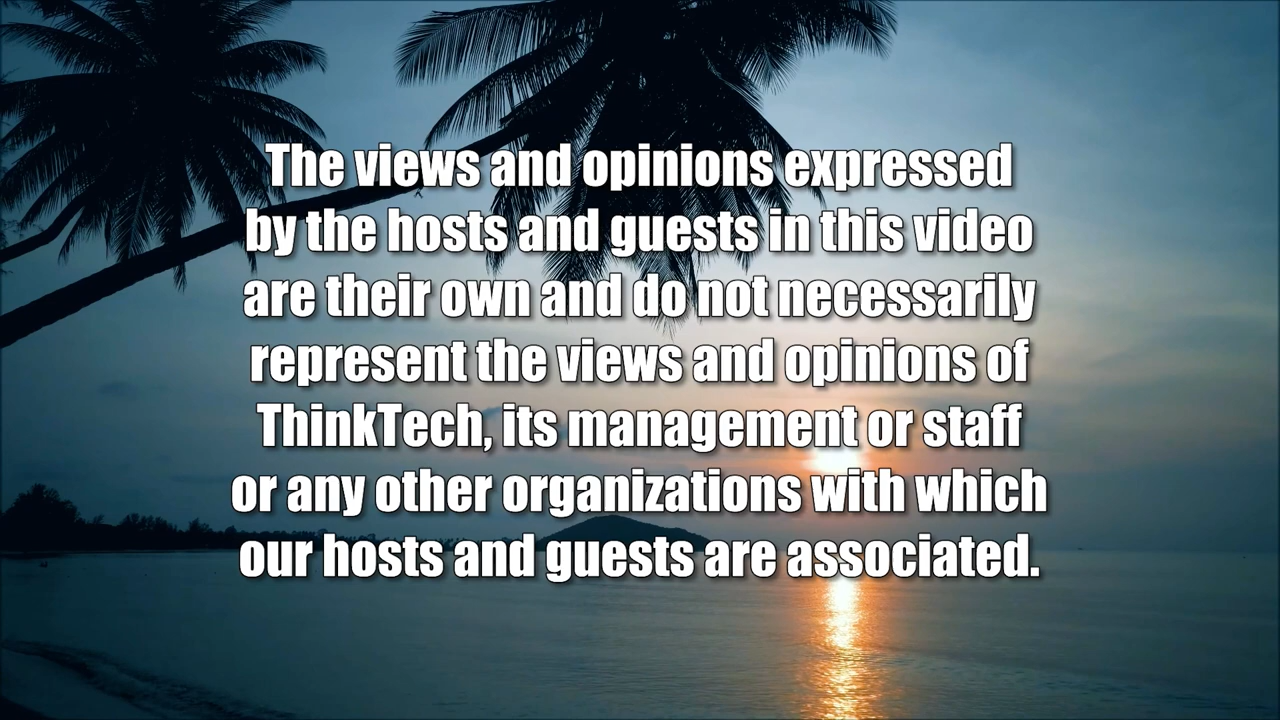 The views and opinions expressed
by the hosts and guests in this video
are their own and do not necessarily
represent the views and opinions of
ThinkTech, its management or staff
or any other organizations with which
our hosts and guests are associated.